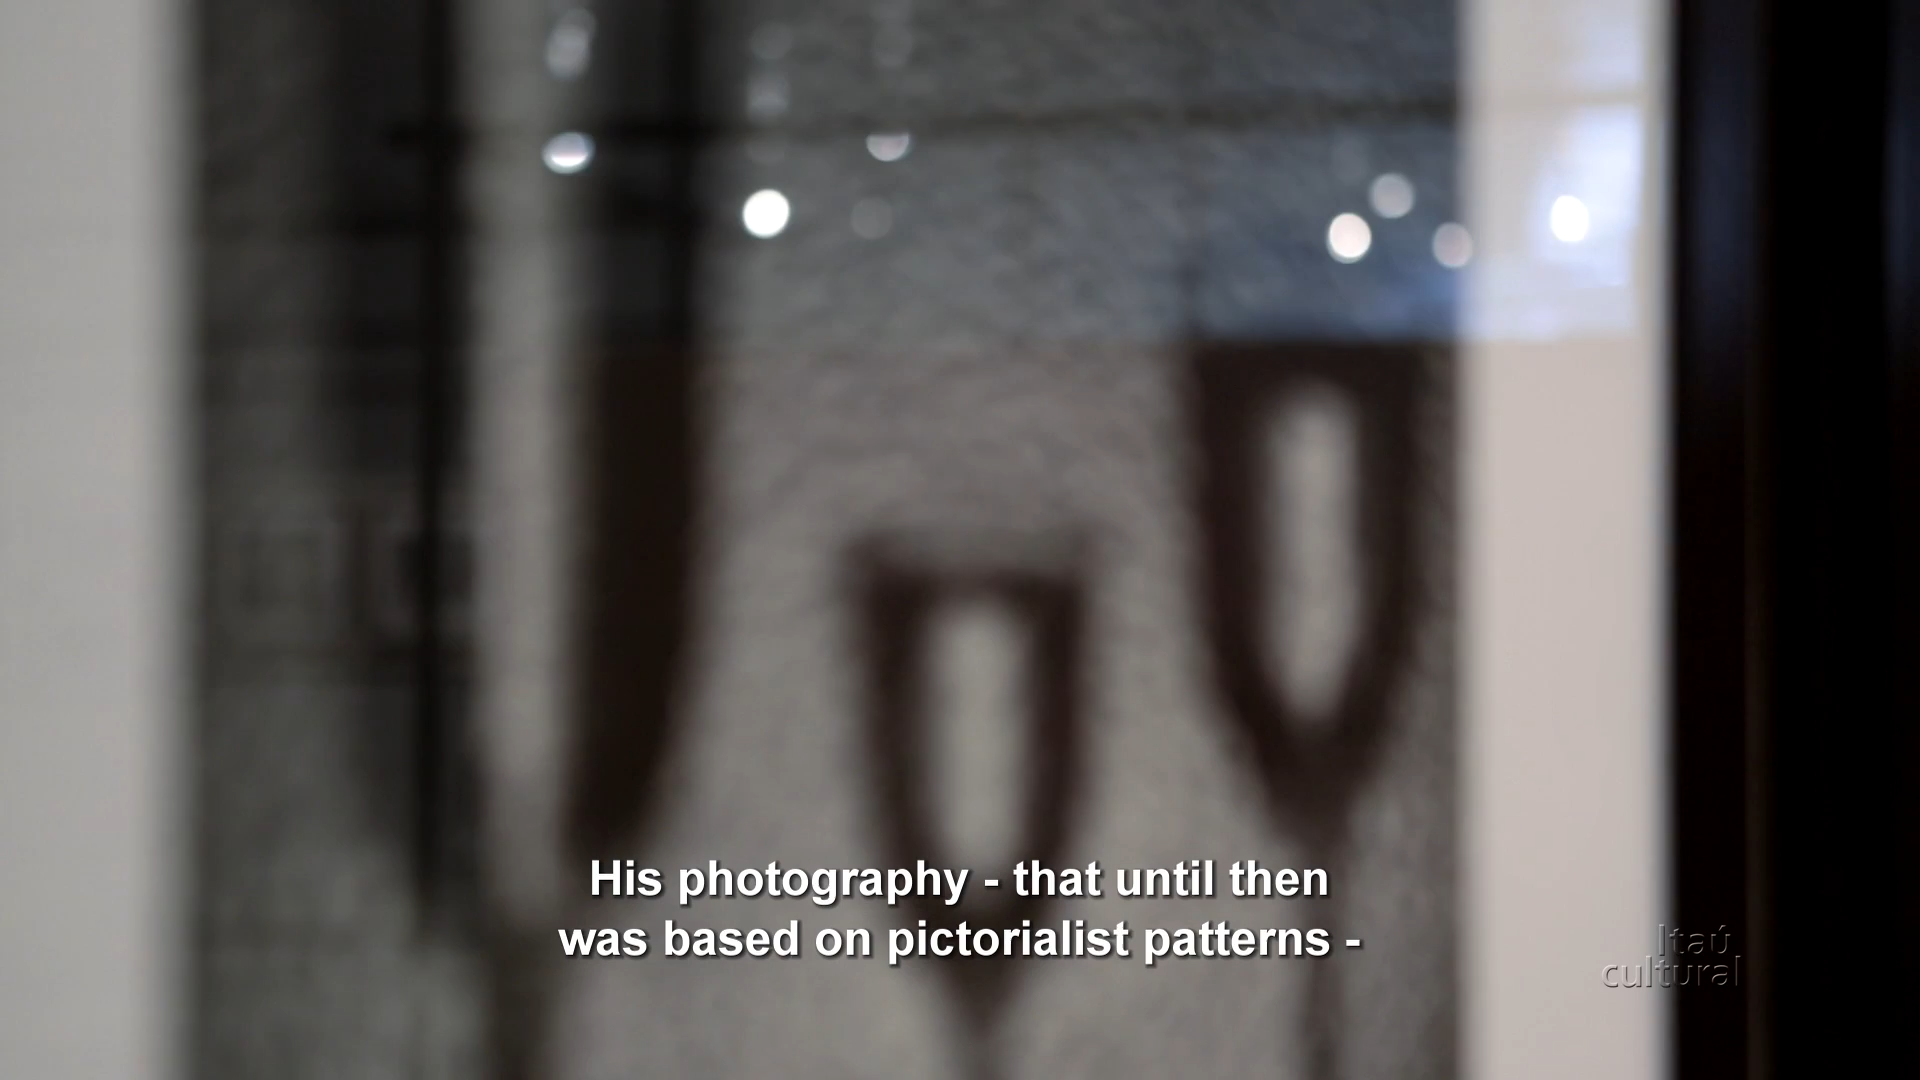 His photography - that until then
was based on pictorialist patterns -
Itaú
cultural